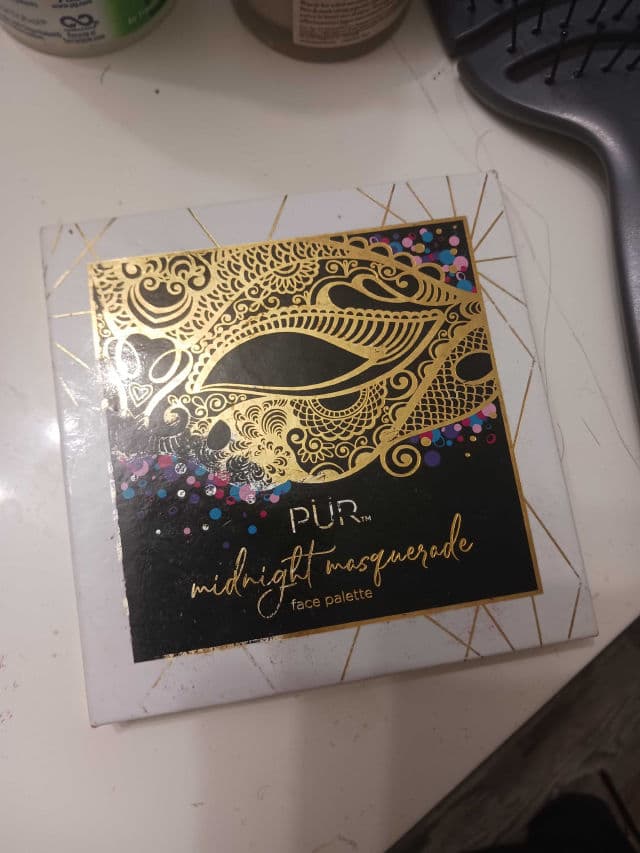 PÜR™
midnight masquerade
face palette